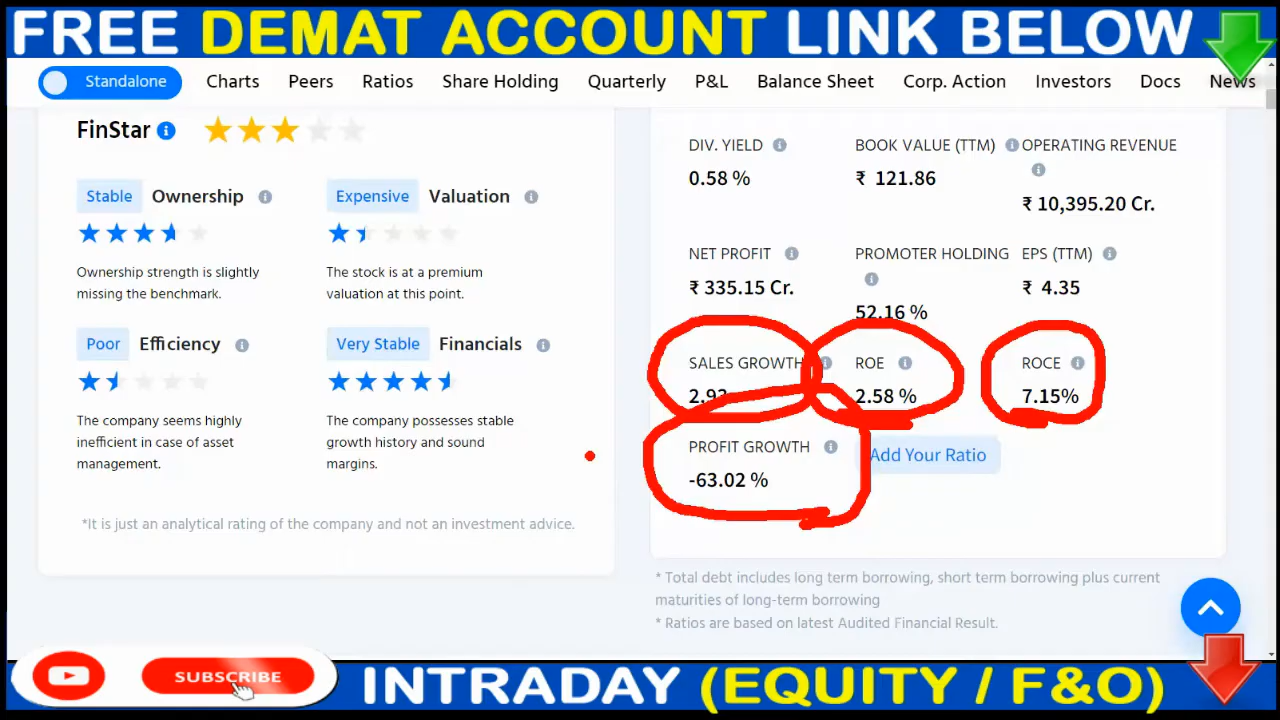 FREE DEMAT ACCOUNT LINK BELOW
Standalone Charts Peers Ratios Share Holding Quarterly P&L Balance Sheet Corp. Action Investors Docs News
FinStar
Stable Ownership
Ownership strength is slightly
missing the benchmark.
Expensive Valuation
The stock is at a premium
valuation at this point.
Poor Efficiency
The company seems highly
inefficient in case of asset
management.
Very Stable Financials
The company possesses stable
growth history and sound
margins.
*It is just an analytical rating of the company and not an investment advice.
DIV. YIELD
0.58 %
BOOK VALUE (TTM)
₹ 121.86
OPERATING REVENUE
₹ 10,395.20 Cr.
NET PROFIT
₹ 335.15 Cr.
PROMOTER HOLDING
52.16 %
EPS (TTM)
₹ 4.35
SALES GROWTH
2.93
ROE
2.58 %
ROCE
7.15%
PROFIT GROWTH
-63.02 %
Add Your Ratio
* Total debt includes long term borrowing, short term borrowing plus current
maturities of long-term borrowing
* Ratios are based on latest Audited Financial Result.
SUBSCRIBE
INTRADAY (EQUITY / F&O)